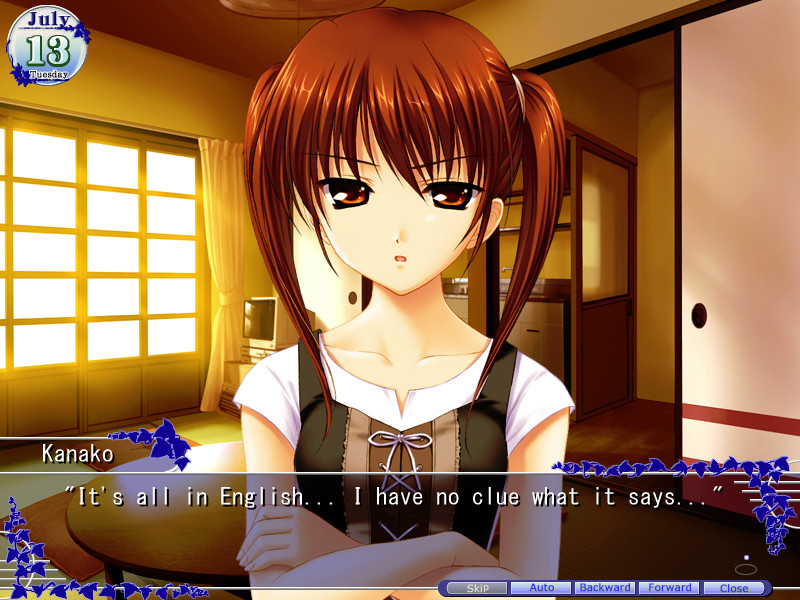 July
13
Tuesday
Kanako
"It's all in English... I have no clue what it says..."
Skip Auto Backward Forward Close